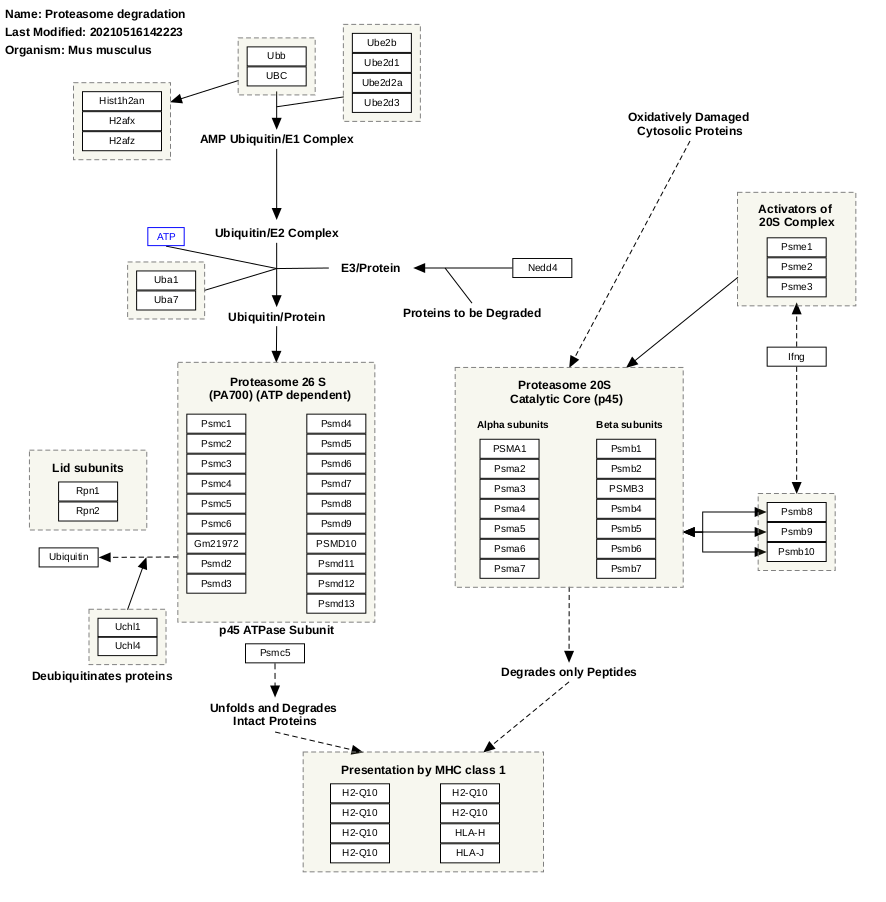 Name: Proteasome degradation
Last Modified: 20210516142223
Organism: Mus musculus
Ubb
UBC
Ube2b
Ube2d1
Ube2d2a
Ube2d3
Hist1h2an
H2afx
H2afz
AMP Ubiquitin/E1 Complex
Oxidatively Damaged
Cytosolic Proteins
Activators of
20S Complex
Psme1
Psme2
Psme3
ATP
Ubiquitin/E2 Complex
Uba1
Uba7
E3/Protein
Nedd4
Ubiquitin/Protein
Proteins to be Degraded
Ifng
Proteasome 26 S
(PA700) (ATP dependent)
Psmc1
Psmc2
Psmc3
Psmc4
Psmc5
Psmc6
Gm21972
Psmd2
Psmd3
Psmd4
Psmd5
Psmd6
Psmd7
Psmd8
Psmd9
PSMD10
Psmd11
Psmd12
Psmd13
Proteasome 20S
Catalytic Core (p45)
Alpha subunits
PSMA1
Psma2
Psma3
Psma4
Psma5
Psma6
Psma7
Beta subunits
Psmb1
Psmb2
PSMB3
Psmb4
Psmb5
Psmb6
Psmb7
Psmb8
Psmb9
Psmb10
Lid subunits
Rpn1
Rpn2
Ubiquitin
Uchl1
Uchl4
Deubiquitinates proteins
p45 ATPase Subunit
Psmc5
Unfolds and Degrades
Intact Proteins
Degrades only Peptides
Presentation by MHC class 1
H2-Q10
H2-Q10
H2-Q10
H2-Q10
H2-Q10
H2-Q10
HLA-H
HLA-J